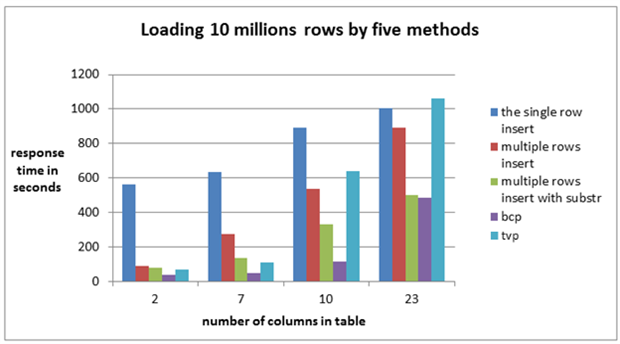 Loading 10 millions rows by five methods
1200
1000
800
600
400
200
0
response
time in
seconds
2 7 10 23
number of columns in table
the single row
insert
multiple rows
insert
multiple rows
insert with substr
bcp
tvp